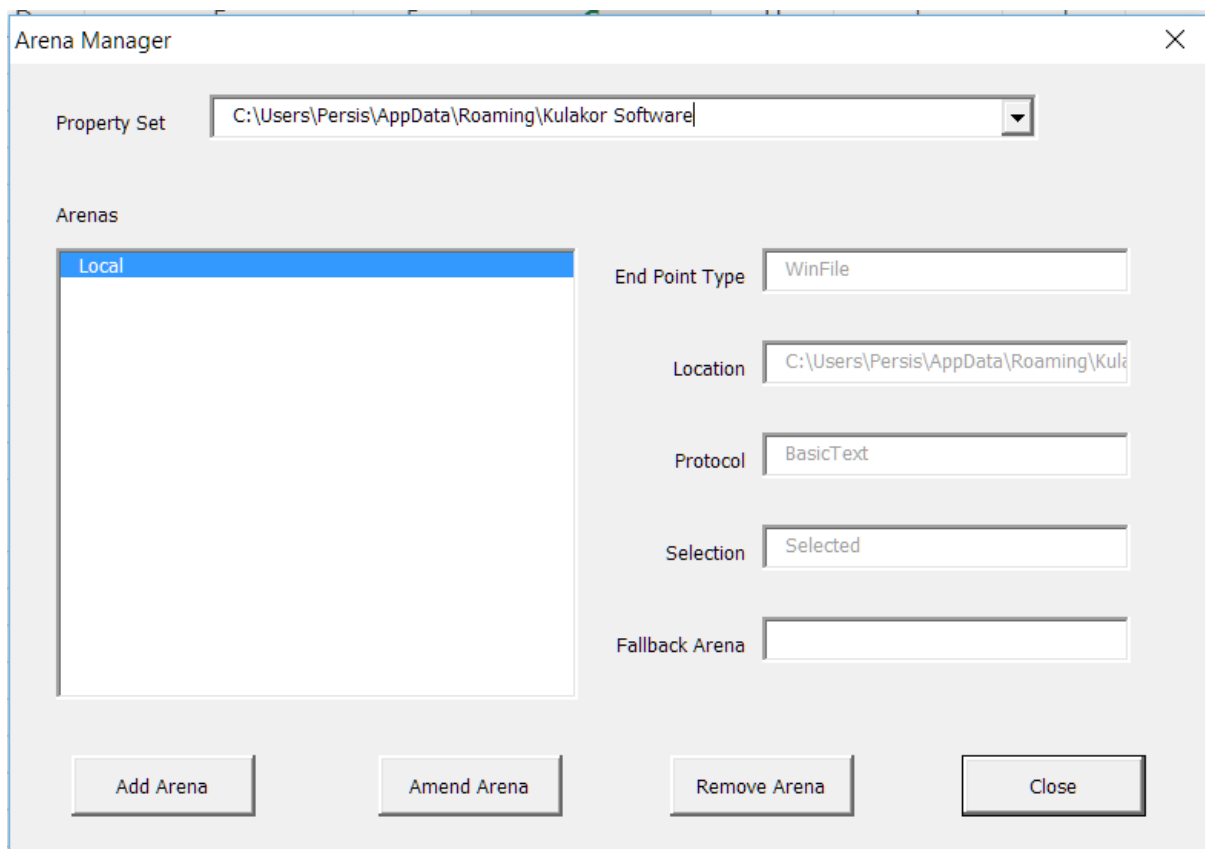 Arena Manager
Property Set
C:\Users\Persis\AppData\Roaming\Kulakor Software
Arenas
Local
End Point Type
WinFile
Location
C:\Users\Persis\AppData\Roaming\Kula
Protocol
BasicText
Selection
Selected
Fallback Arena
Add Arena
Amend Arena
Remove Arena
Close